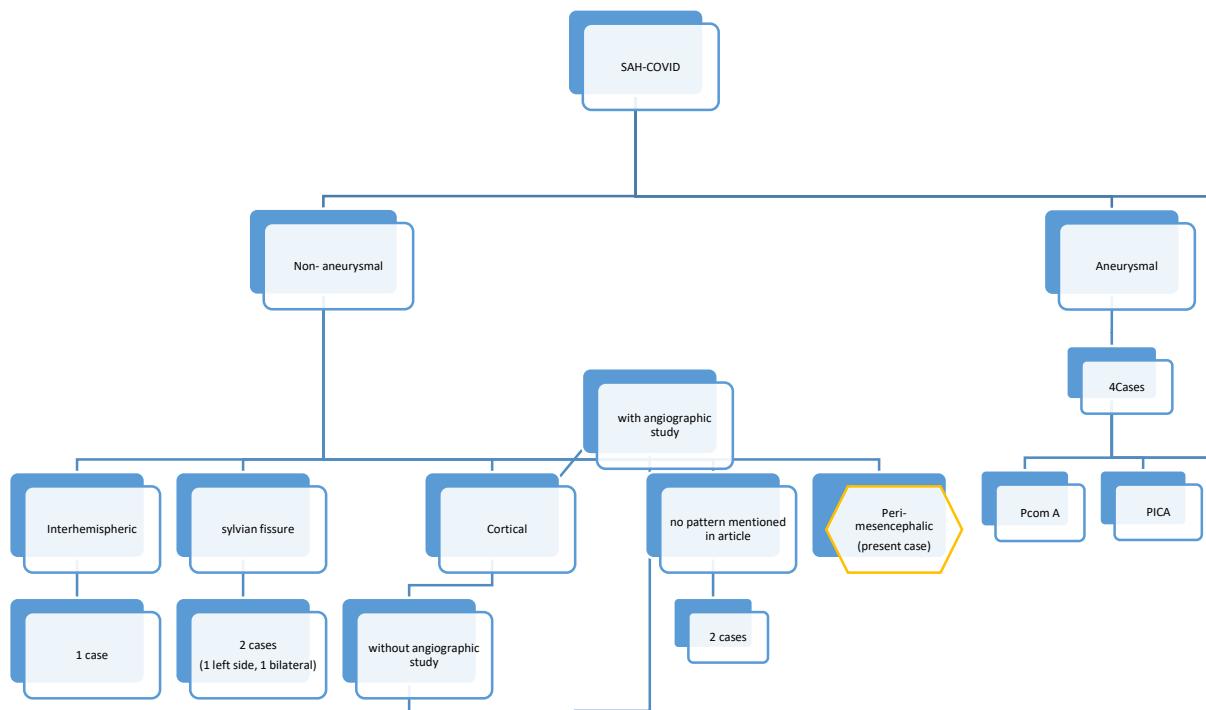 SAH-COVID
Non- aneurysmal
Aneurysmal
4Cases
with angiographic
study
Interhemispheric
sylvian fissure
Cortical
no pattern mentioned
in article
Peri-
mesencephalic
(present case)
Pcom A
PICA
1 case
2 cases
(1 left side, 1 bilateral)
without angiographic
study
2 cases